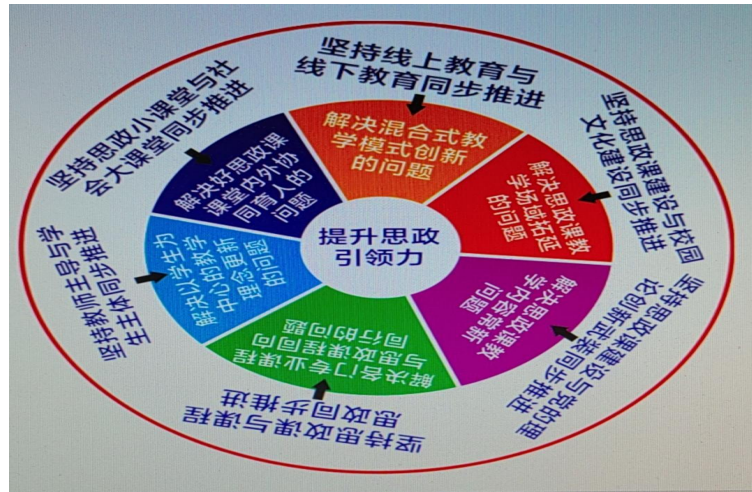 坚持线上教育与
线下教育同步推进
解决混合式教
学模式创新
的问题
坚持思政课建设与校园
文化建设同步推进
解决思政课教
学场域拓延
的问题
坚持思政课建设与党的理
论创新武装同步推进
解决思政课教
学内容常新
问题
坚持思政课与课程
思政同步推进
解决各门专业课程
与思政课程同向
同行的问题
坚持教师主导与学
生主体同步推进
解决以学生为
中心的教学
理念更新
的问题
坚持思政小课堂与社
会大课堂同步推进
解决好思政课
课堂内外协
同育人的
问题
提升思政
引领力